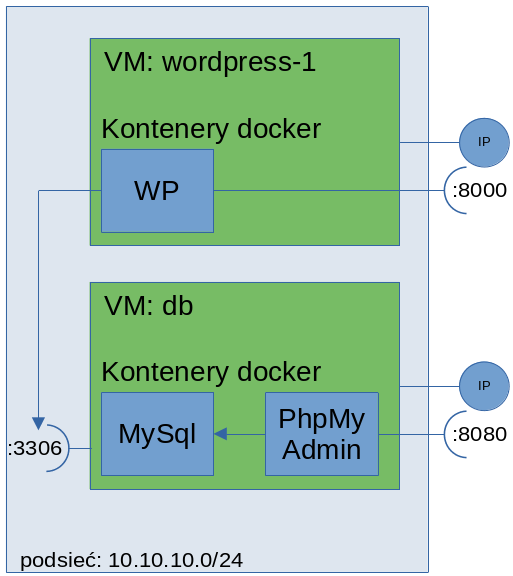 VM: wordpress-1
Kontenery docker
IP
WP
:8000
VM: db
Kontenery docker
IP
MySql
PhpMy
Admin
:8080
:3306
podsieć: 10.10.10.0/24